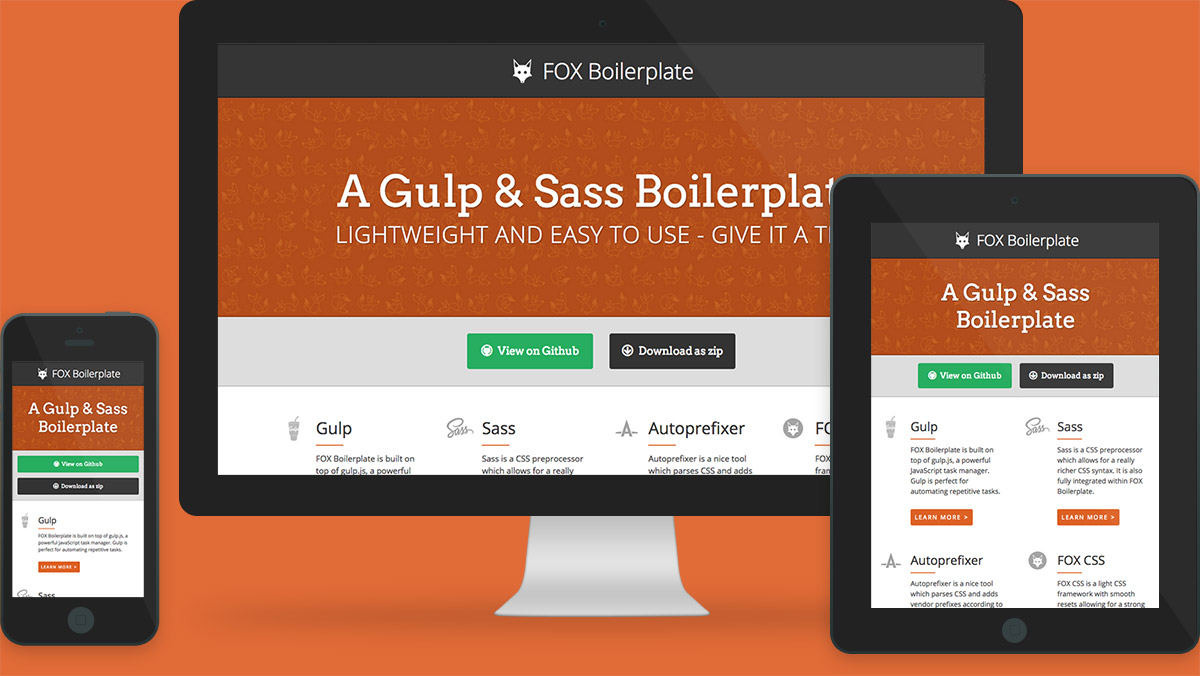 FOX Boilerplate
A Gulp & Sass Boilerplat
LIGHTWEIGHT AND EASY TO USE - GIVE IT A T
View on Github
Download as zip
Gulp
FOX Boilerplate is built on
top of gulp.js, a powerful
Sass
Sass is a CSS preprocessor
which allows for a really
Autoprefixer
Autoprefixer is a nice tool
which parses CSS and adds
FOX Boilerplate
A Gulp & Sass
Boilerplate
View on Github
Download as zip
Gulp
FOX Boilerplate is built on top of gulp.js, a
powerful JavaScript task manager. Gulp is
perfect for automating repetitive tasks.
LEARN MORE >
Sass
FOX Boilerplate
A Gulp & Sass
Boilerplate
View on Github
Download as zip
Gulp
FOX Boilerplate is built on
top of gulp.js, a powerful
JavaScript task manager.
Gulp is perfect for
automating repetitive tasks.
LEARN MORE >
Sass
Sass is a CSS preprocessor
which allows for a really
richer CSS syntax. It is also
fully integrated within FOX
Boilerplate.
LEARN MORE >
Autoprefixer
Autoprefixer is a nice tool
which parses CSS and adds
vendor prefixes according to
FOX CSS
FOX CSS is a light CSS
framework with smooth
resets allowing for a strong